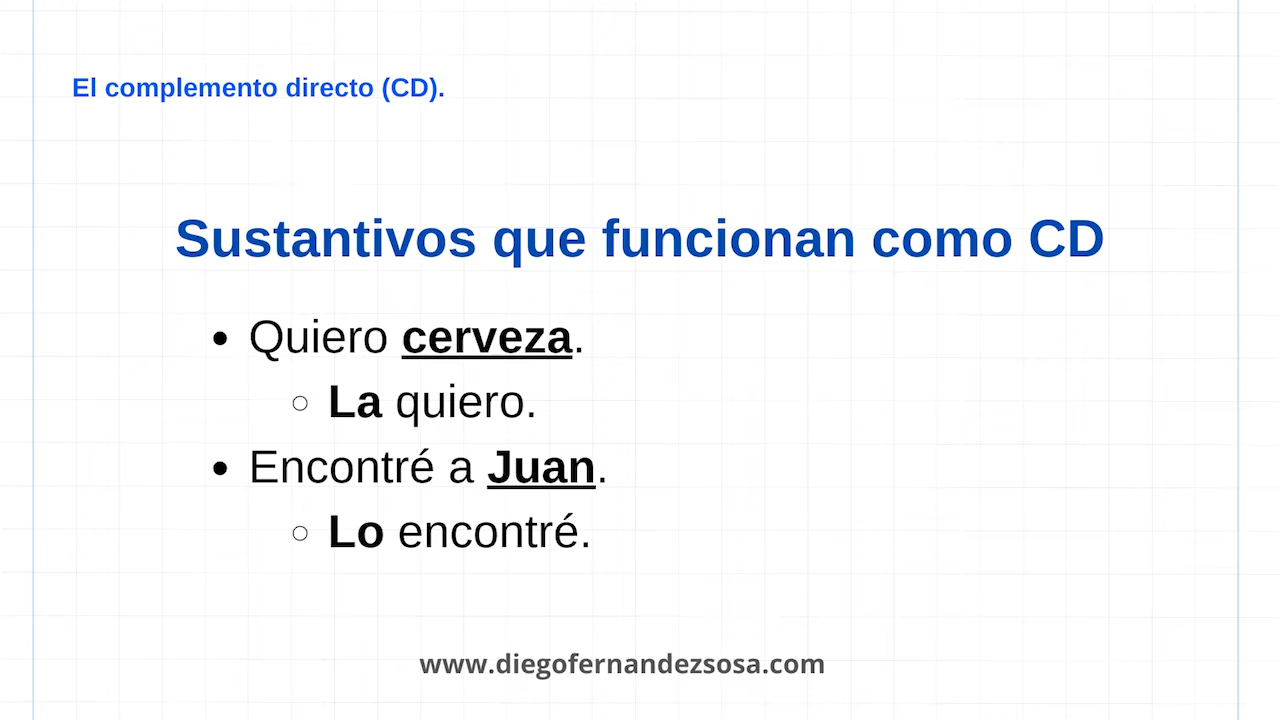 El complemento directo (CD).
Sustantivos que funcionan como CD
• Quiero cerveza.
○ La quiero.
• Encontré a Juan.
○ Lo encontré.
www.diegofernandezsosa.com